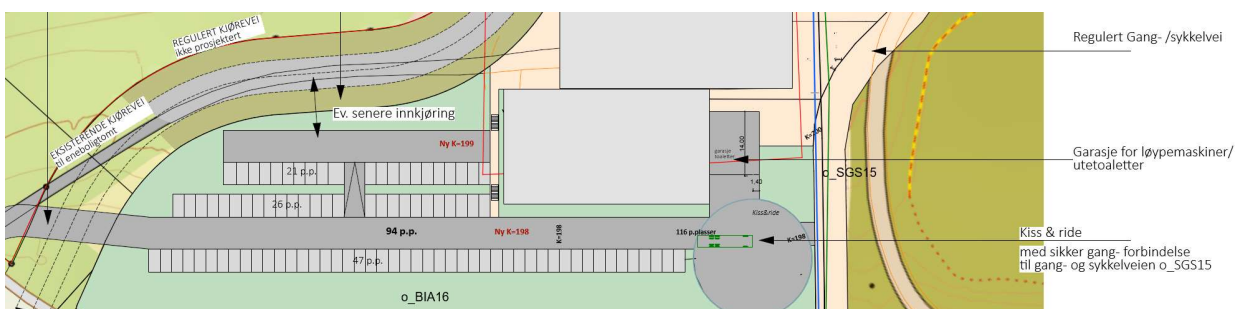 REGULERT KJØREVEI
ikke prosjektert
EKSISTERENDE KJØREVEI
til eneboligtomt
Ev. senere innkjøring
Ny K=199
21 p.p.
26 p.p.
94 p.p.
Ny K=198
K=198
47 p.p.
116 p.plasser
Kiss&ride
K=198
garasje
toaletter
14,00
1,40
o_SGS15
o_BIA16
Regulert Gang- /sykkelvei
Garasje for løypemaskiner/
utetoaletter
Kiss & ride
med sikker gang- forbindelse
til gang- og sykkelveien o_SGS15